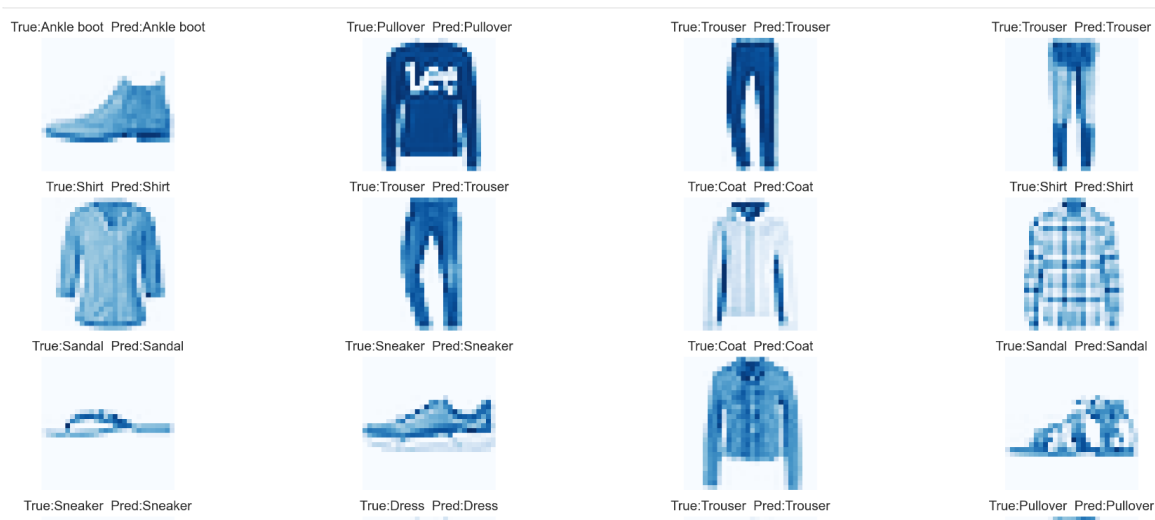 True:Ankle boot Pred:Ankle boot
True:Pullover Pred:Pullover
True:Trouser Pred:Trouser
True:Trouser Pred:Trouser
Lee
True:Shirt Pred:Shirt
True:Trouser Pred:Trouser
True:Coat Pred:Coat
True:Shirt Pred:Shirt
True:Sandal Pred:Sandal
True:Sneaker Pred:Sneaker
True:Coat Pred:Coat
True:Sandal Pred:Sandal
True:Sneaker Pred:Sneaker
True:Dress Pred:Dress
True:Trouser Pred:Trouser
True:Pullover Pred:Pullover